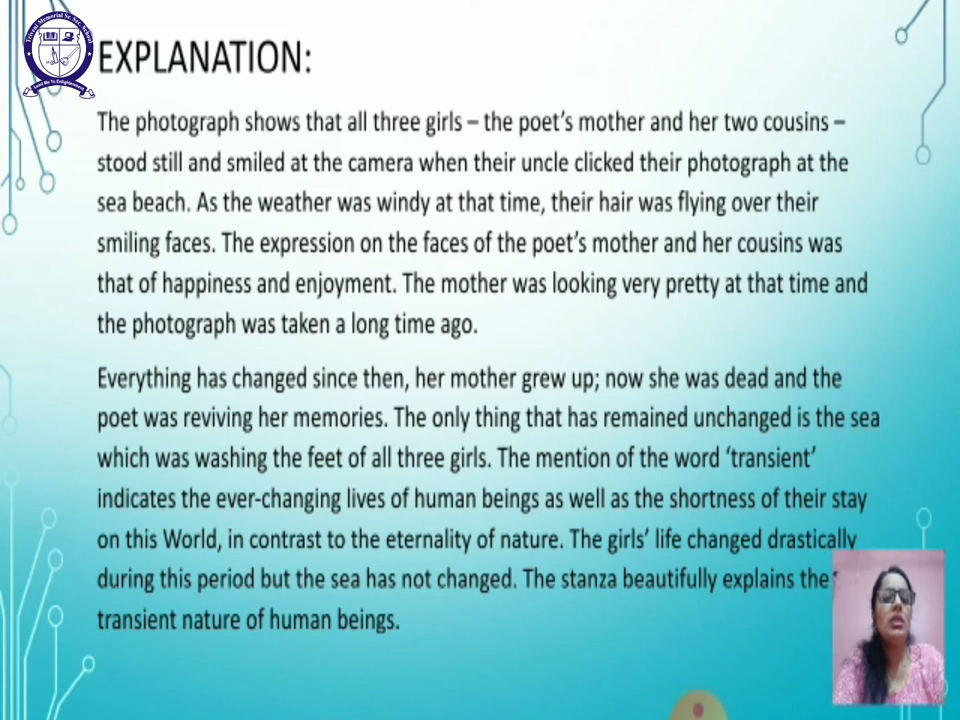 Triveni Memorial Sr. Sec. School
Lead Me To Enlightenment
EXPLANATION:
The photograph shows that all three girls – the poet's mother and her two cousins –
stood still and smiled at the camera when their uncle clicked their photograph at the
sea beach. As the weather was windy at that time, their hair was flying over their
smiling faces. The expression on the faces of the poet's mother and her cousins was
that of happiness and enjoyment. The mother was looking very pretty at that time and
the photograph was taken a long time ago.
Everything has changed since then, her mother grew up; now she was dead and the
poet was reviving her memories. The only thing that has remained unchanged is the sea
which was washing the feet of all three girls. The mention of the word 'transient'
indicates the ever-changing lives of human beings as well as the shortness of their stay
on this World, in contrast to the eternality of nature. The girls' life changed drastically
during this period but the sea has not changed. The stanza beautifully explains the
transient nature of human beings.